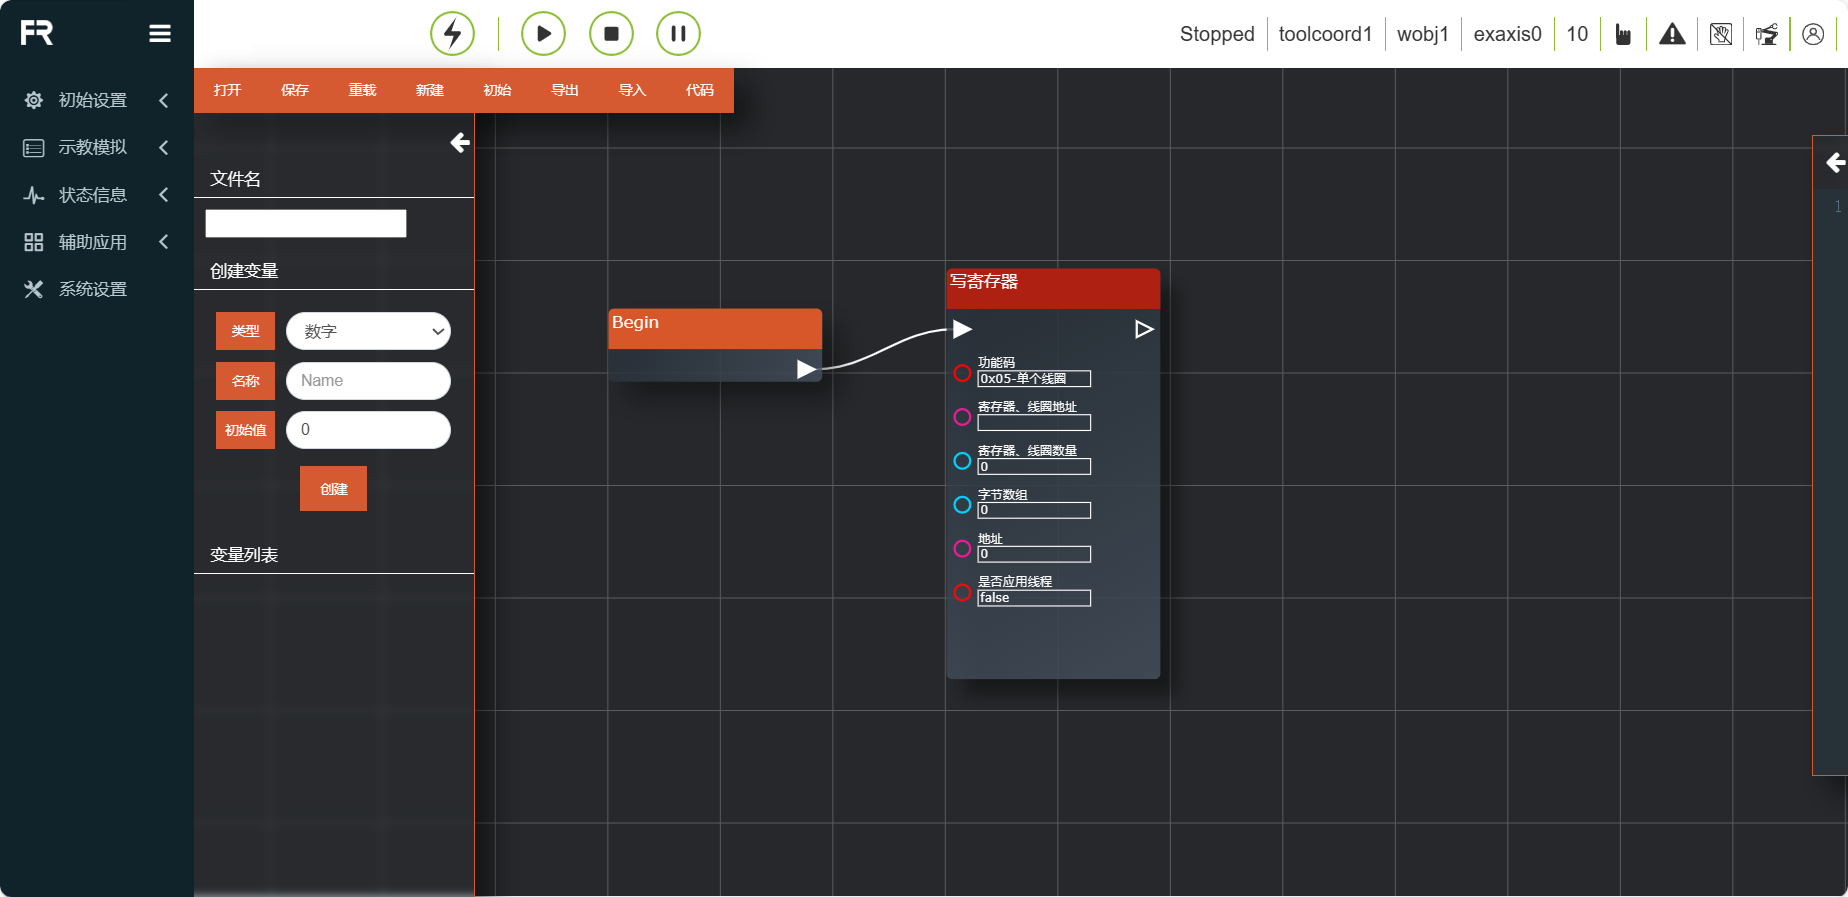 FR
Stopped
toolcoord1
wobj1
exaxis0
10
初始设置
示教模拟
状态信息
辅助应用
系统设置
打开 保存 重载 新建 初始 导出 导入 代码
文件名
创建变量
类型 数字
名称 Name
初始值 0
创建
变量列表
Begin
写寄存器
功能码
0x05-单个线圈
寄存器、线圈地址
寄存器、线圈数量
0
字节数组
0
地址
0
是否应用线程
false
1